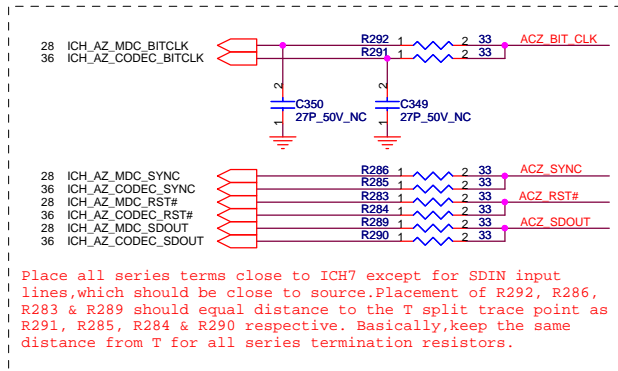 R292 1 2 33 ACZ_BIT_CLK
28 ICH_AZ_MDC_BITCLK
R291 1 2 33
36 ICH_AZ_CODEC_BITCLK
2 2
C350 C349
27P_50V_NC 27P_50V_NC
1 1
R286 1 2 33 ACZ_SYNC
28 ICH_AZ_MDC_SYNC
R285 1 2 33
36 ICH_AZ_CODEC_SYNC
R283 1 2 33 ACZ_RST#
28 ICH_AZ_MDC_RST#
R284 1 2 33
36 ICH_AZ_CODEC_RST#
R289 1 2 33 ACZ_SDOUT
28 ICH_AZ_MDC_SDOUT
R290 1 2 33
36 ICH_AZ_CODEC_SDOUT
Place all series terms close to ICH7 except for SDIN input
lines,which should be close to source.Placement of R292, R286,
R283 & R289 should equal distance to the T split trace point as
R291, R285, R284 & R290 respective. Basically,keep the same
distance from T for all series termination resistors.